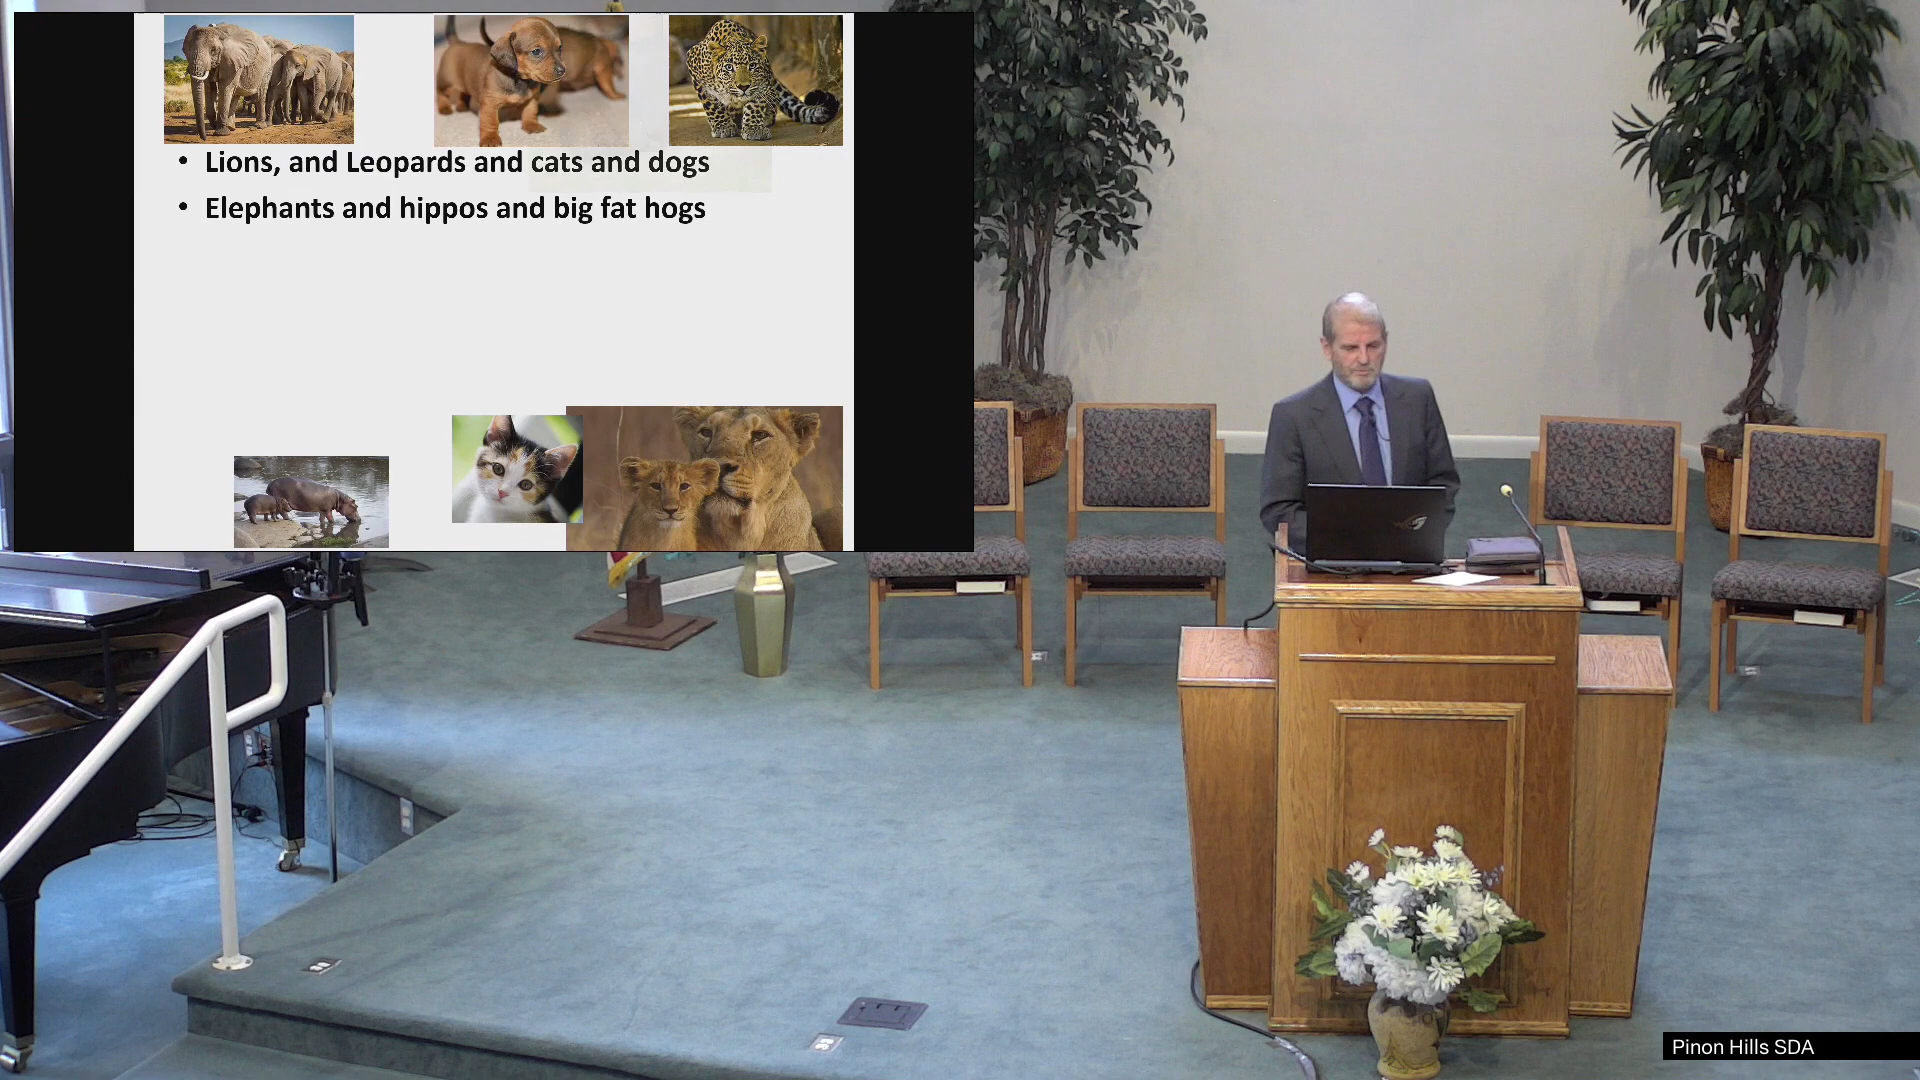 • Lions, and Leopards and cats and dogs
• Elephants and hippos and big fat hogs
Pinon Hills SDA